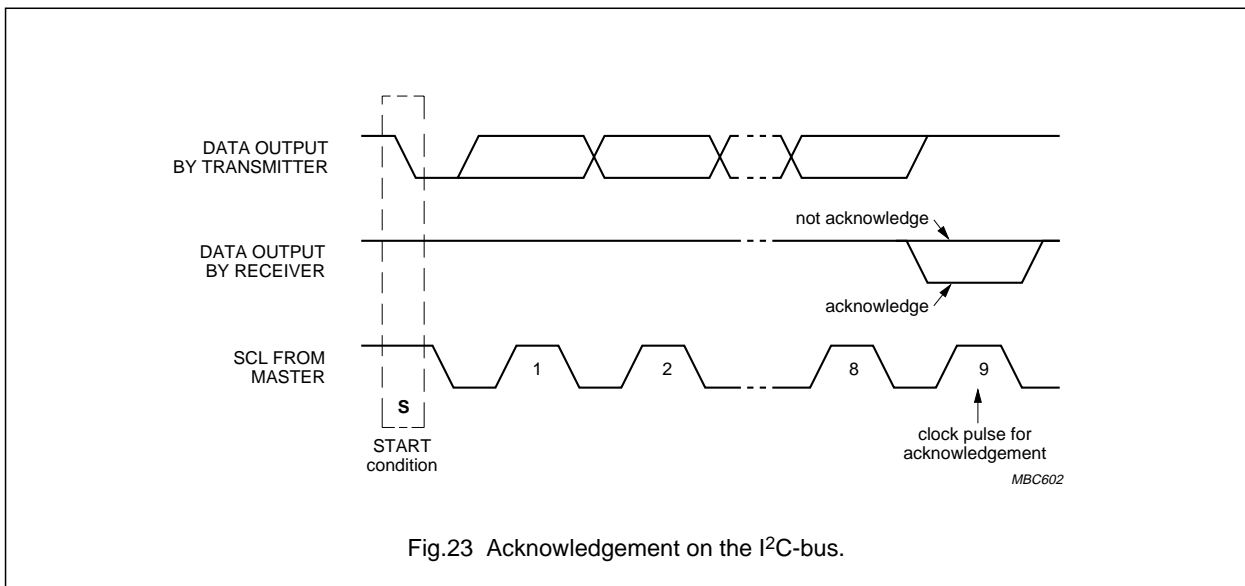 DATA OUTPUT
BY TRANSMITTER
not acknowledge
DATA OUTPUT
BY RECEIVER
acknowledge
SCL FROM
MASTER
1
2
8
9
S
START
condition
clock pulse for
acknowledgement
MBC602
Fig.23 Acknowledgement on the I²C-bus.